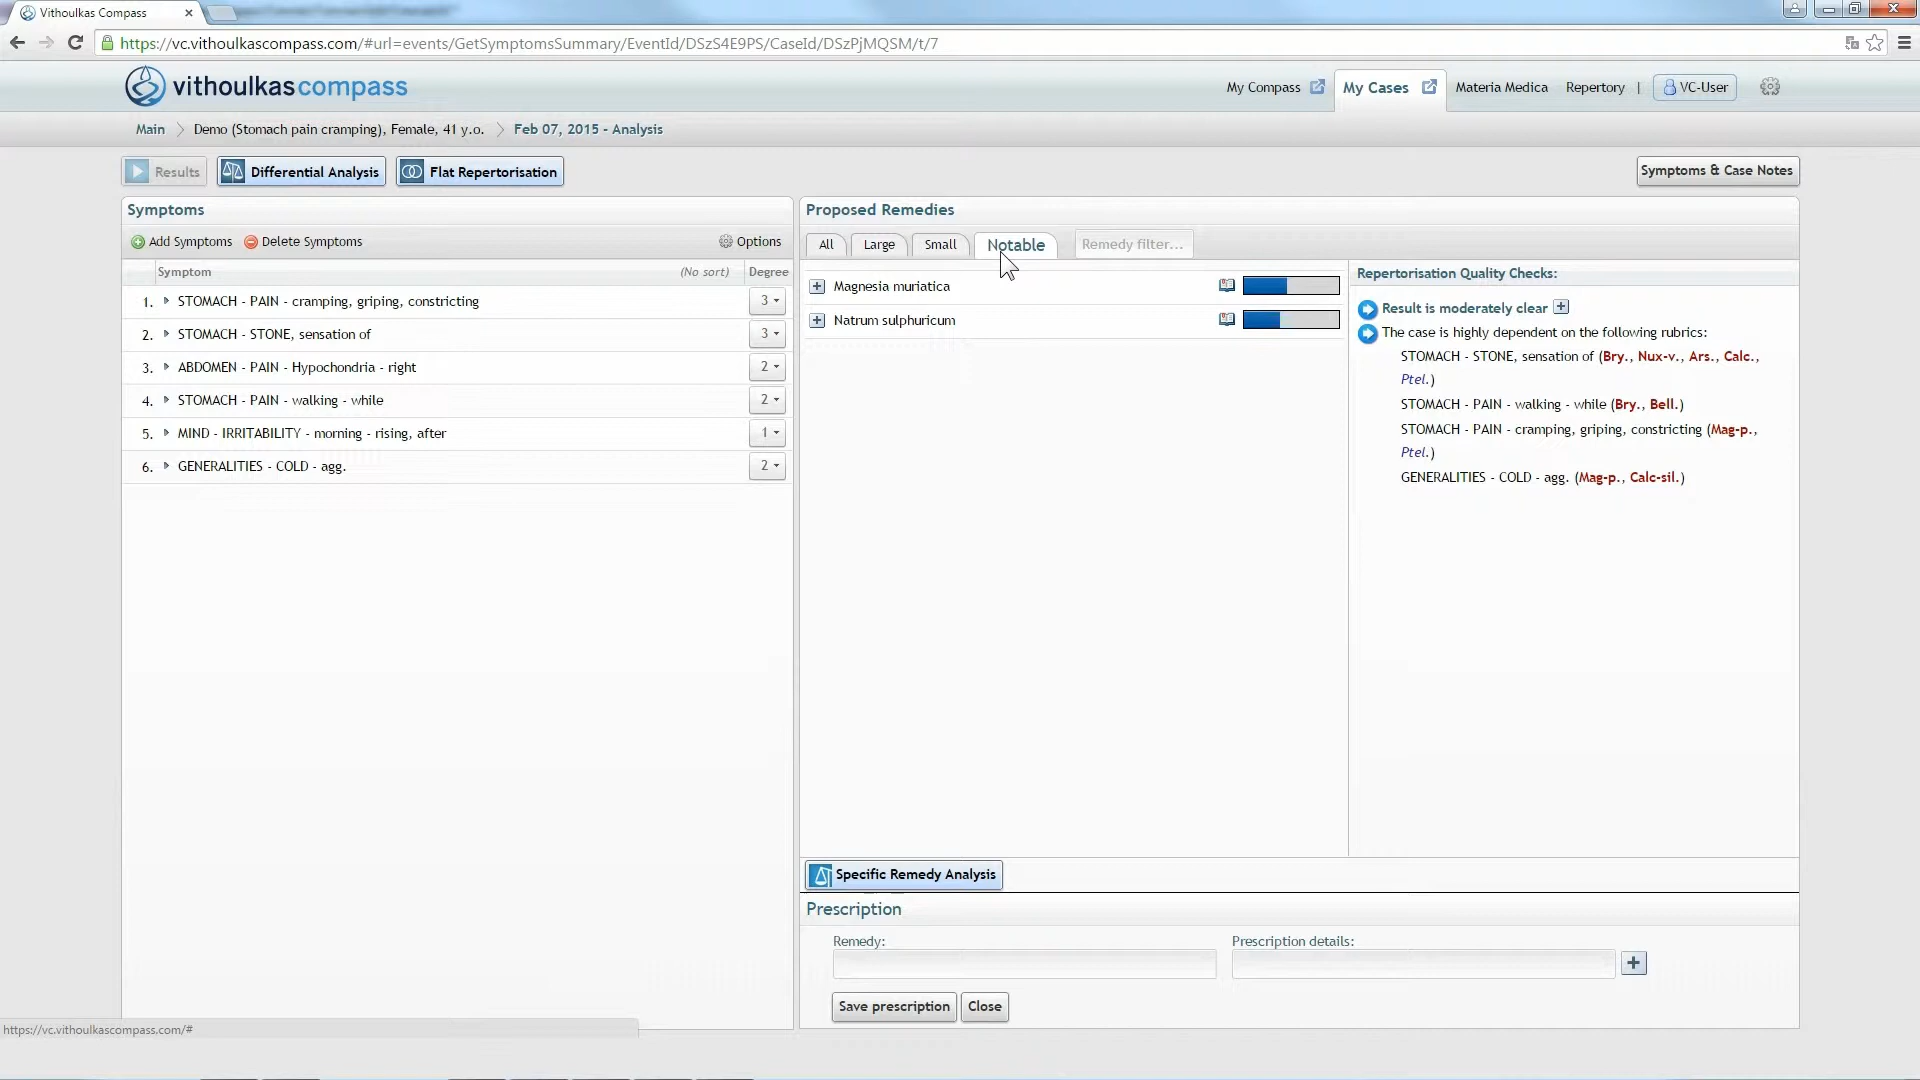 Vithoulkas Compass
https://vc.vithoulkascompass.com/#url=events/GetSymptomsSummary/EventId/DSzS4E9PS/CaseId/DSzPjMQSM/t/7
vithoulkascompass
My Compass My Cases Materia Medica Repertory | VC-User
Main Demo (Stomach pain cramping), Female, 41 y.o. Feb 07, 2015 - Analysis
Results Differential Analysis Flat Repertorisation Symptoms & Case Notes
Symptoms
Add Symptoms Delete Symptoms Options
Symptom (No sort) Degree
1. STOMACH - PAIN - cramping, griping, constricting 3
2. STOMACH - STONE, sensation of 3
3. ABDOMEN - PAIN - Hypochondria - right 2
4. STOMACH - PAIN - walking - while 2
5. MIND - IRRITABILITY - morning - rising, after 1
6. GENERALITIES - COLD - agg. 2
Proposed Remedies
All Large Small Notable Remedy filter...
Magnesia muriatica
Natrum sulphuricum
Repertorisation Quality Checks:
Result is moderately clear
The case is highly dependent on the following rubrics:
STOMACH - STONE, sensation of (Bry., Nux-v., Ars., Calc.,
Ptel.)
STOMACH - PAIN - walking - while (Bry., Bell.)
STOMACH - PAIN - cramping, griping, constricting (Mag-p.,
Ptel.)
GENERALITIES - COLD - agg. (Mag-p., Calc-sil.)
Specific Remedy Analysis
Prescription
Remedy: Prescription details:
Save prescription Close
https://vc.vithoulkascompass.com/#